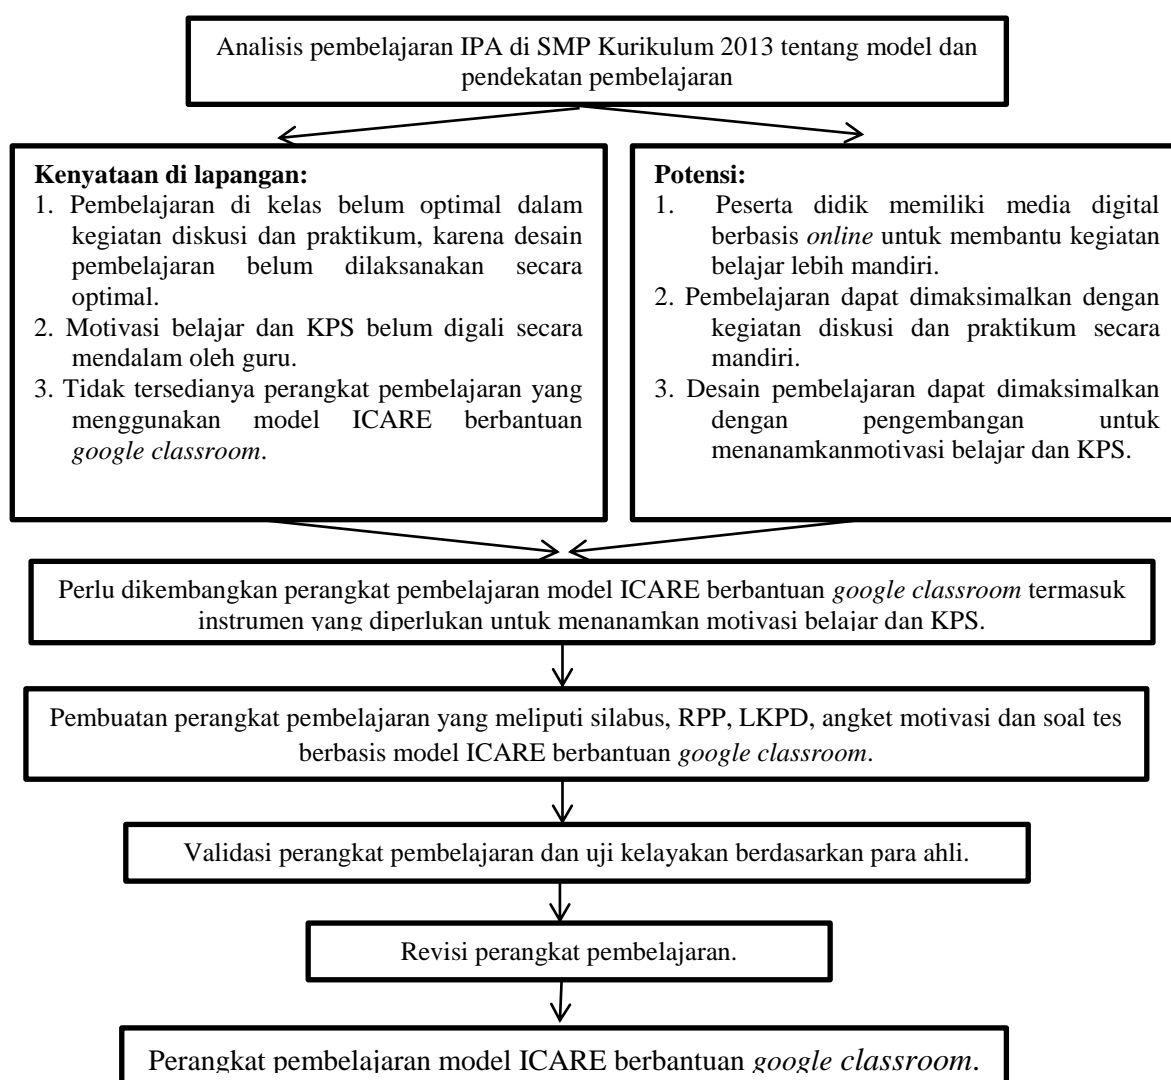 Analisis pembelajaran IPA di SMP Kurikulum 2013 tentang model dan
pendekatan pembelajaran
Kenyataan di lapangan:
1. Pembelajaran di kelas belum optimal dalam
kegiatan diskusi dan praktikum, karena desain
pembelajaran belum dilaksanakan secara
optimal.
2. Motivasi belajar dan KPS belum digali secara
mendalam oleh guru.
3. Tidak tersedianya perangkat pembelajaran yang
menggunakan model ICARE berbantuan
google classroom.
Potensi:
1. Peserta didik memiliki media digital
berbasis online untuk membantu kegiatan
belajar lebih mandiri.
2. Pembelajaran dapat dimaksimalkan dengan
kegiatan diskusi dan praktikum secara
mandiri.
3. Desain pembelajaran dapat dimaksimalkan
dengan pengembangan untuk
menanamkanmotivasi belajar dan KPS.
Perlu dikembangkan perangkat pembelajaran model ICARE berbantuan google classroom termasuk
instrumen yang diperlukan untuk menanamkan motivasi belajar dan KPS.
Pembuatan perangkat pembelajaran yang meliputi silabus, RPP, LKPD, angket motivasi dan soal tes
berbasis model ICARE berbantuan google classroom.
Validasi perangkat pembelajaran dan uji kelayakan berdasarkan para ahli.
Revisi perangkat pembelajaran.
Perangkat pembelajaran model ICARE berbantuan google classroom.